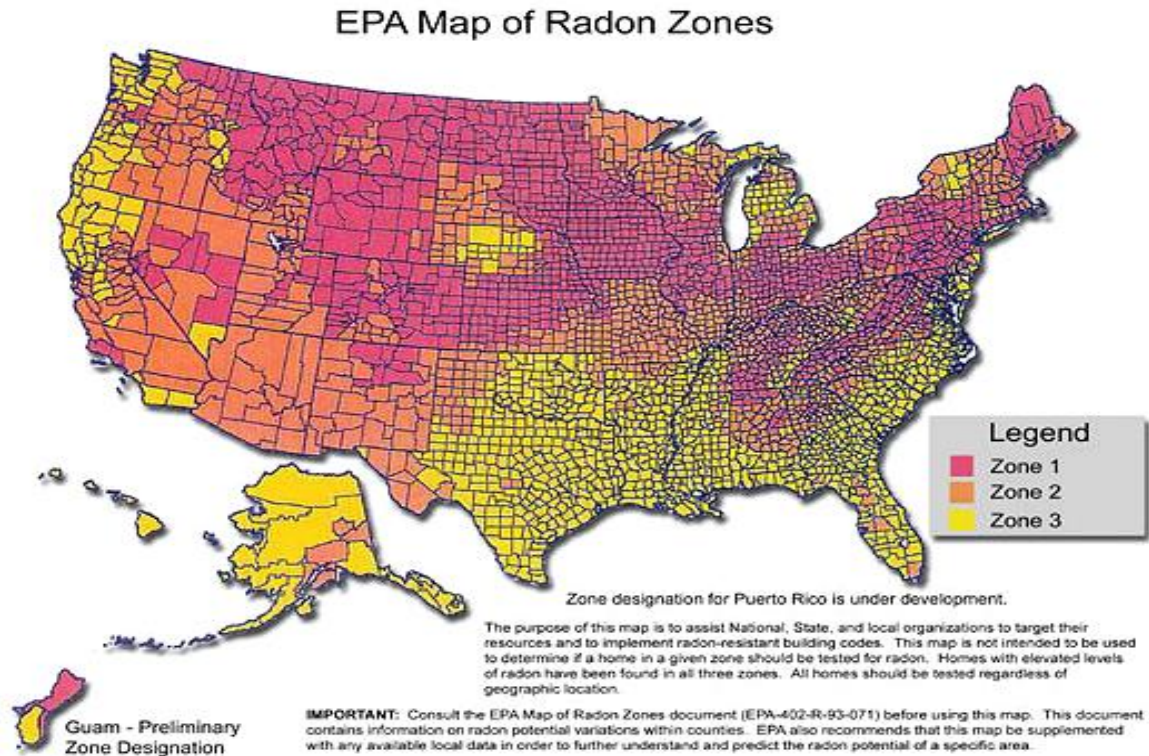 EPA Map of Radon Zones
Legend
Zone 1
Zone 2
Zone 3
Zone designation for Puerto Rico is under development.
The purpose of this map is to assist National, State, and local organizations to target their
resources and to implement radon-resistant building codes. This map is not intended to be used
to determine if a home in a given zone should be tested for radon. Homes with elevated levels
of radon have been found in all three zones. All homes should be tested regardless of
geographic location.
Guam - Preliminary
Zone Designation
IMPORTANT: Consult the EPA Map of Radon Zones document (EPA-402-R-93-071) before using this map. This document
contains information on radon potential variations within counties. EPA also recommends that this map be supplemented
with any available local data in order to further understand and predict the radon potential of a specific area.